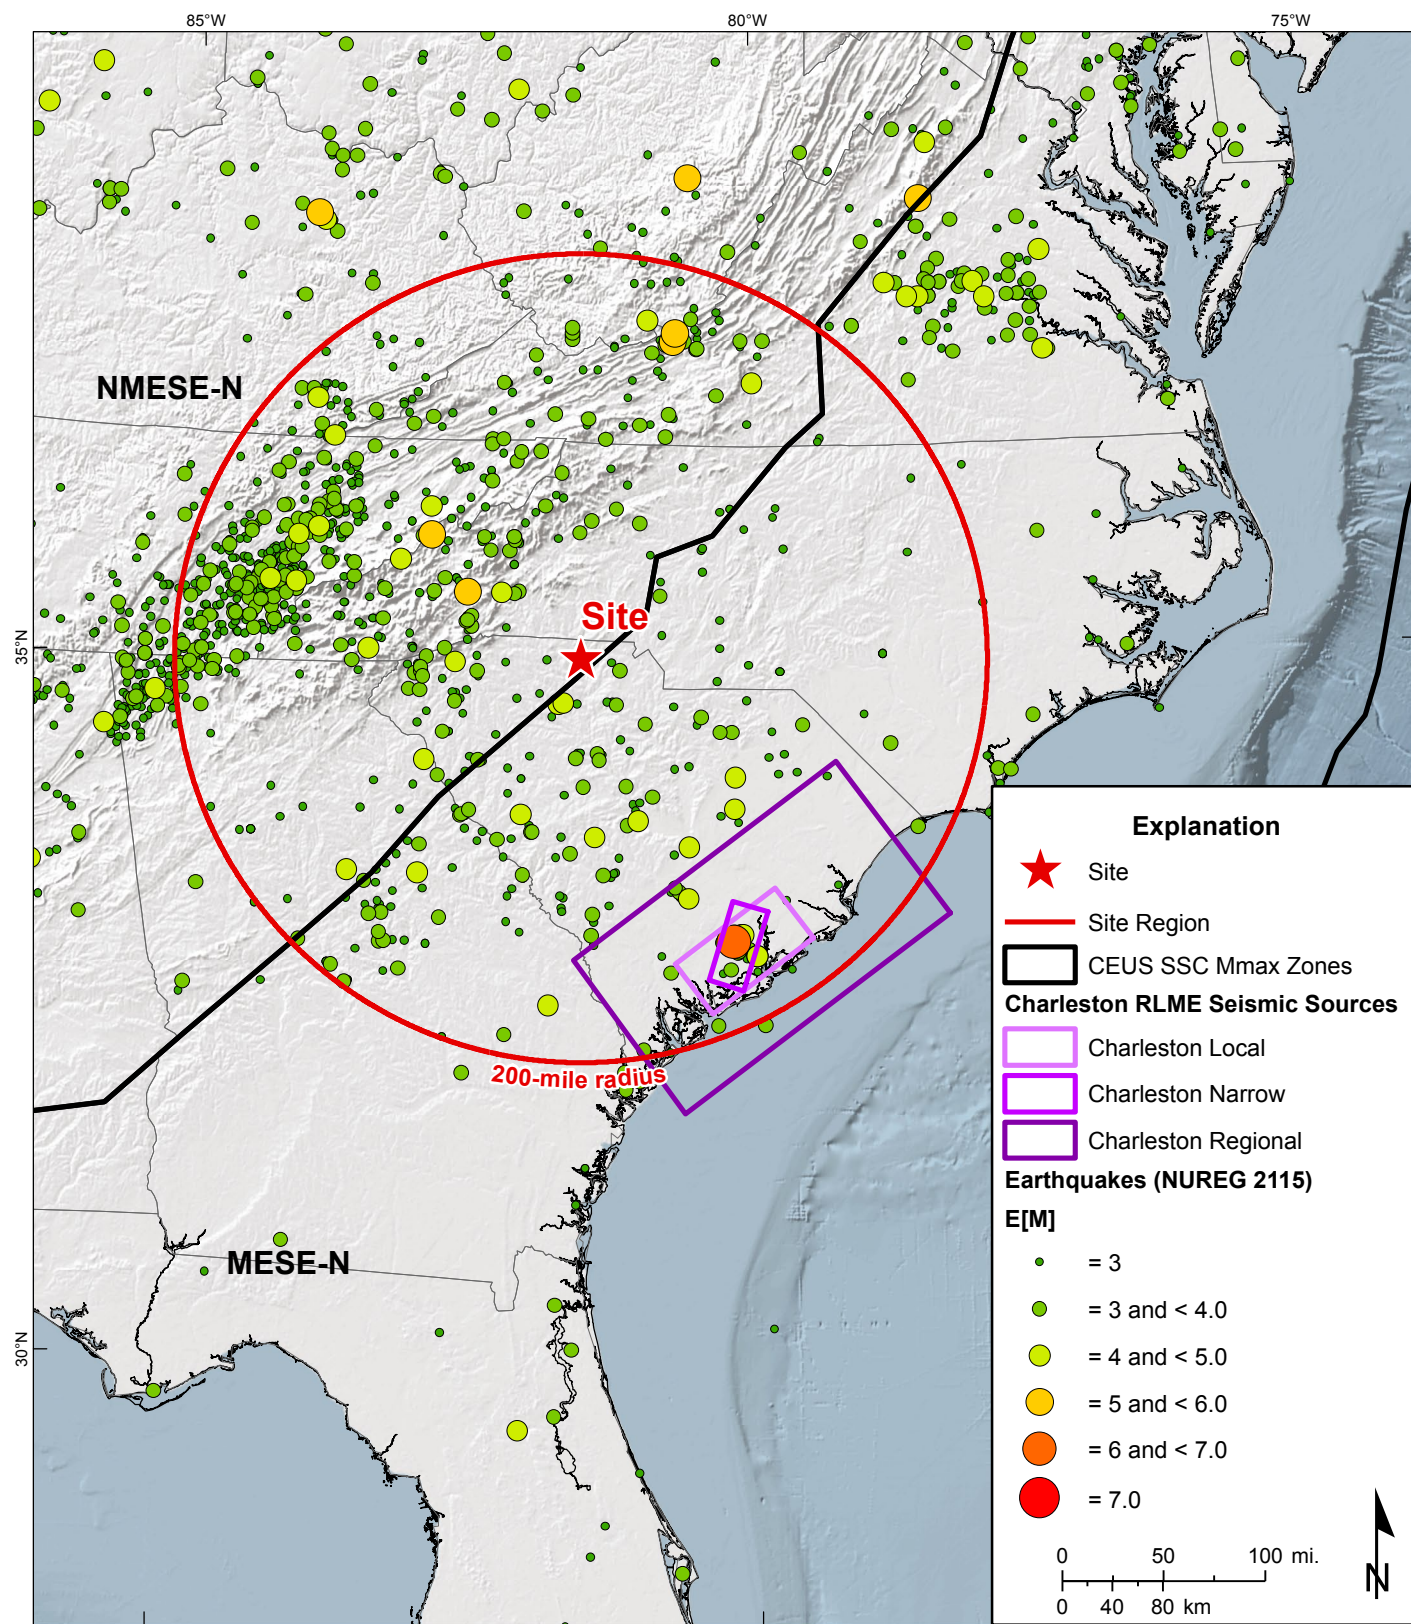 85°W
80°W
75°W
NMESE-N
Site
35°N
200-mile radius
MESE-N
30°N
Explanation
Site
Site Region
CEUS SSC Mmax Zones
Charleston RLME Seismic Sources
Charleston Local
Charleston Narrow
Charleston Regional
Earthquakes (NUREG 2115)
E[M]
= 3
= 3 and < 4.0
= 4 and < 5.0
= 5 and < 6.0
= 6 and < 7.0
= 7.0
0 50 100 mi.
0 40 80 km
N